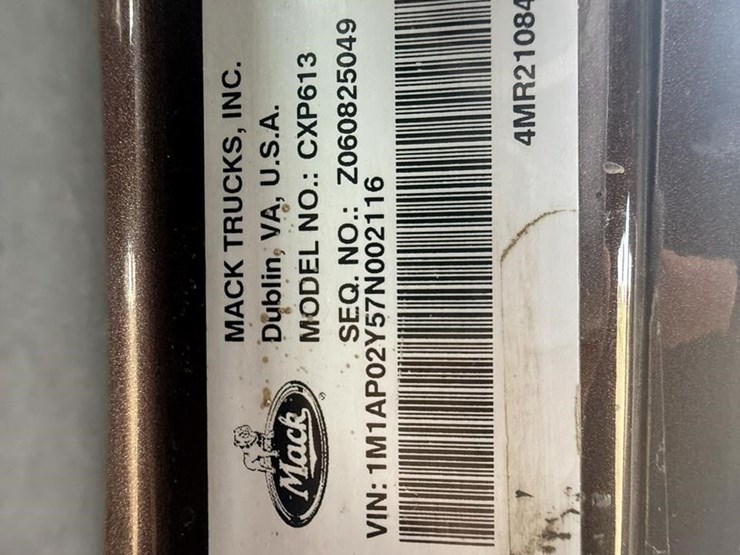 MACK TRUCKS, INC.
Dublin, VA, U.S.A.
MODEL NO.: CXP613
SEQ. NO.: Z060825049
Mack
VIN: 1M1AP02Y57N002116
4MR21084